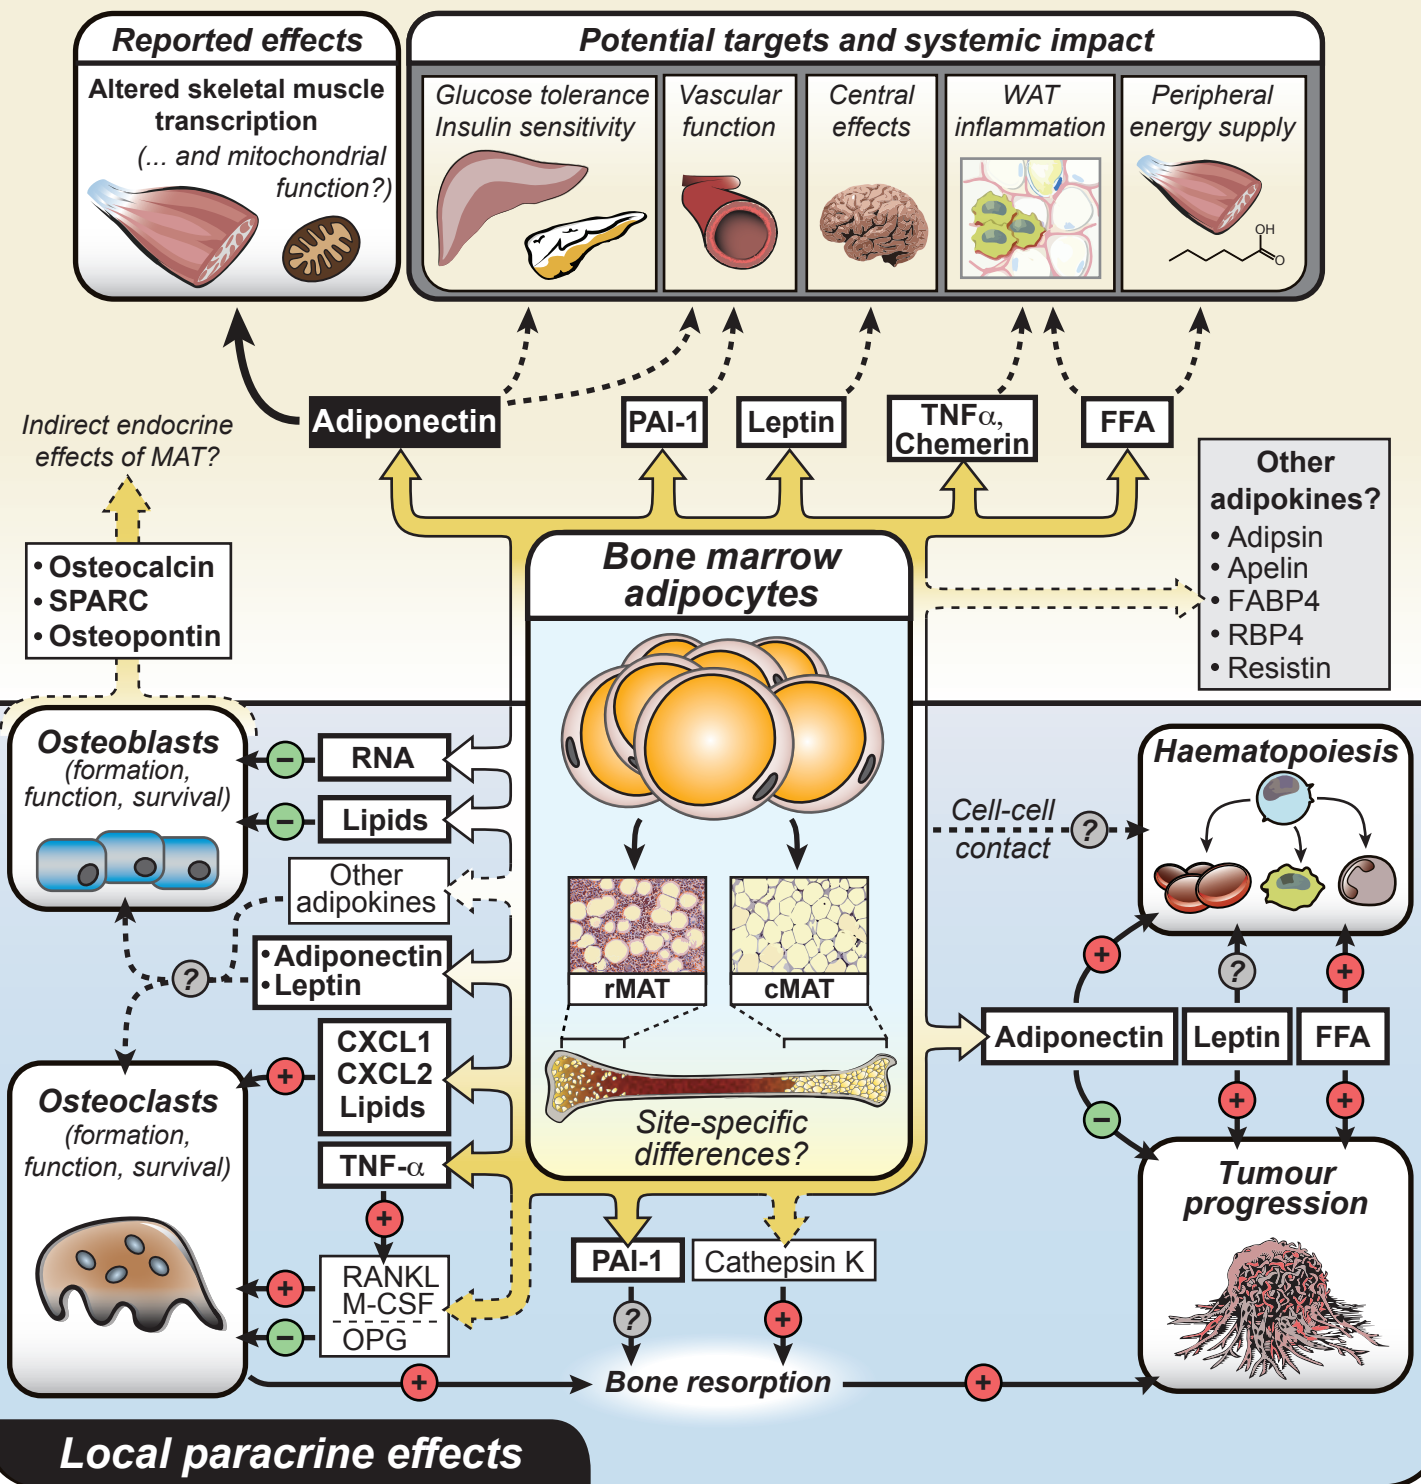 Reported effects
Altered skeletal muscle
transcription
(... and mitochondrial
function?)
Potential targets and systemic impact
Glucose tolerance
Insulin sensitivity
Vascular
function
Central
effects
WAT
inflammation
Peripheral
energy supply
OH
O
Indirect endocrine
effects of MAT?
Adiponectin
PAI-1
Leptin
TNFα,
Chemerin
FFA
Other
adipokines?
• Adipsin
• Apelin
• FABP4
• RBP4
• Resistin
• Osteocalcin
• SPARC
• Osteopontin
Bone marrow
adipocytes
rMAT
cMAT
Site-specific
differences?
Osteoblasts
(formation,
function, survival)
−
RNA
−
Lipids
Other
adipokines
?
• Adiponectin
• Leptin
Osteoclasts
(formation,
function, survival)
+
CXCL1
CXCL2
Lipids
TNF-α
+
+
RANKL
M-CSF
−
OPG
PAI-1
Cathepsin K
?
+
+
Bone resorption
+
Haematopoiesis
Cell-cell
contact
?
+
?
+
Adiponectin
Leptin
FFA
−
+
+
Tumour
progression
Local paracrine effects